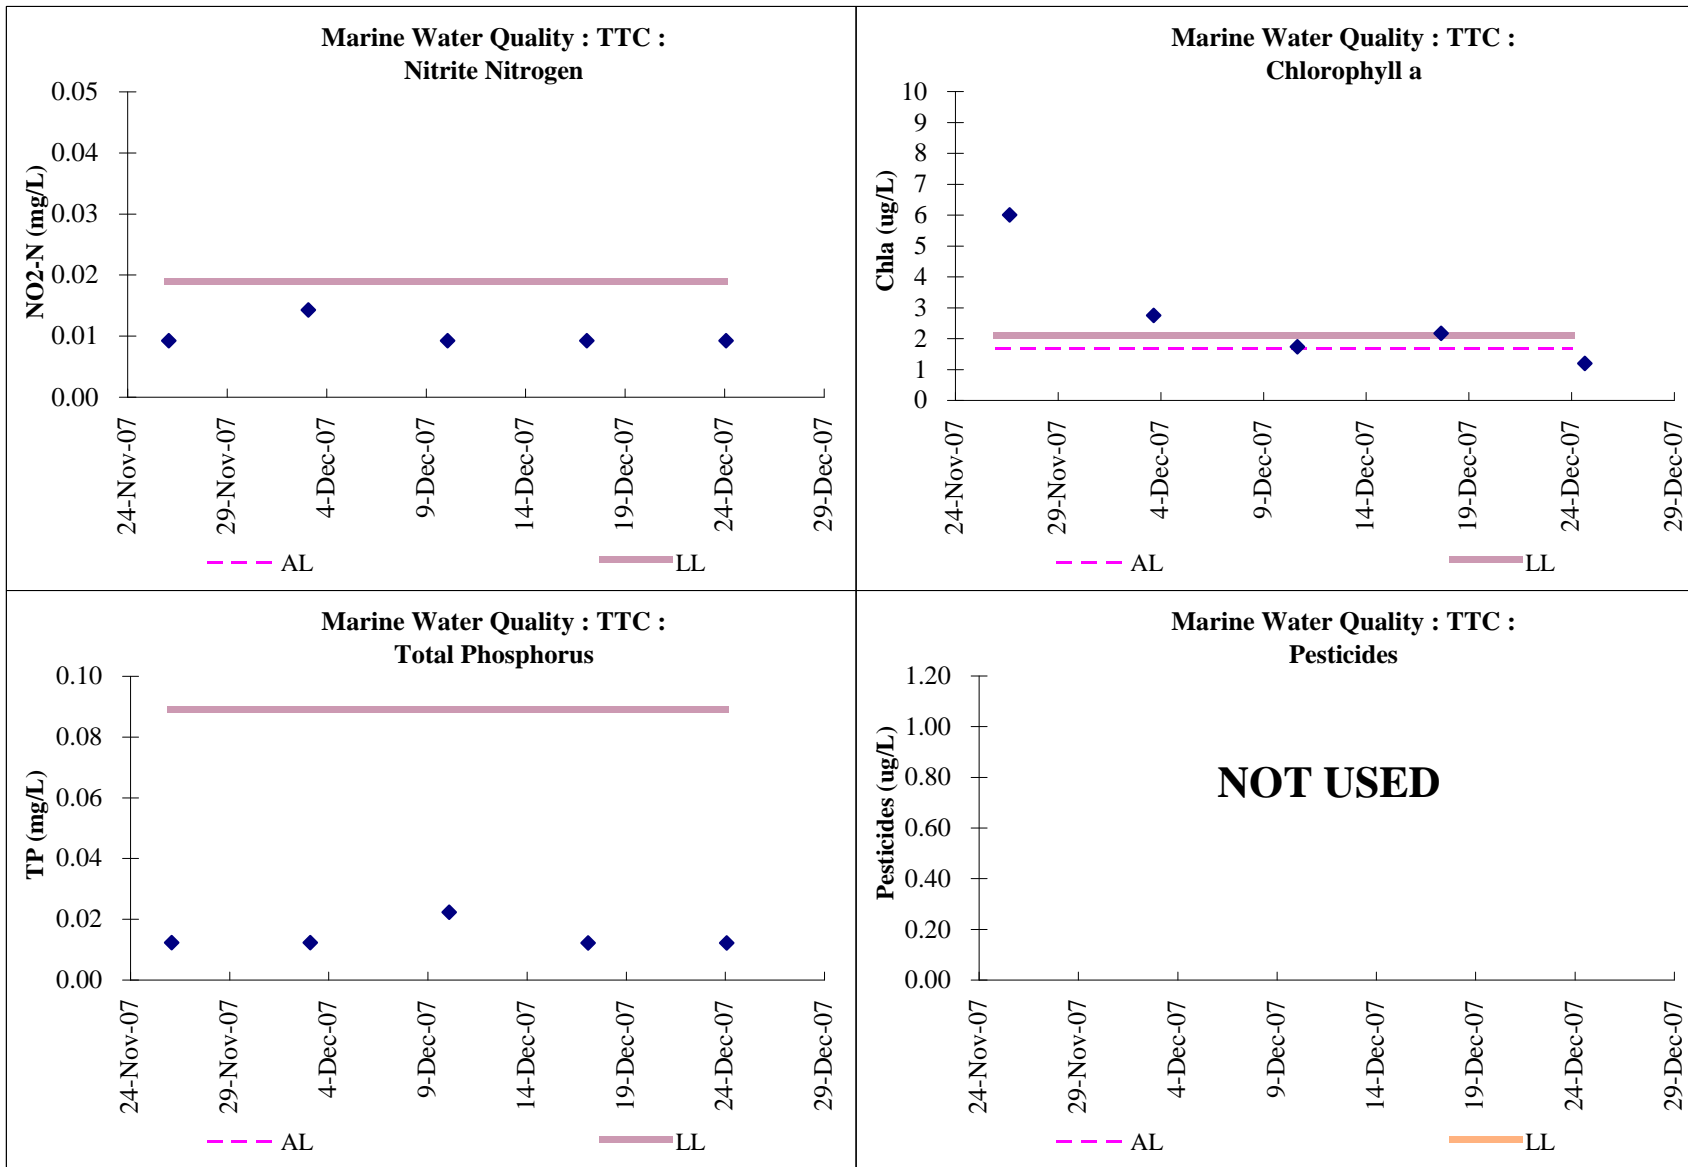 Marine Water Quality : TTC :
Nitrite Nitrogen
0.05
0.04
0.03
0.02
0.01
0.00
NO2-N (mg/L)
24-Nov-07
29-Nov-07
4-Dec-07
9-Dec-07
14-Dec-07
19-Dec-07
24-Dec-07
29-Dec-07
AL
LL
Marine Water Quality : TTC :
Chlorophyll a
10
9
8
7
6
5
4
3
2
1
0
Chla (ug/L)
24-Nov-07
29-Nov-07
4-Dec-07
9-Dec-07
14-Dec-07
19-Dec-07
24-Dec-07
29-Dec-07
AL
LL
Marine Water Quality : TTC :
Total Phosphorus
0.10
0.08
0.06
0.04
0.02
0.00
TP (mg/L)
24-Nov-07
29-Nov-07
4-Dec-07
9-Dec-07
14-Dec-07
19-Dec-07
24-Dec-07
29-Dec-07
AL
LL
Marine Water Quality : TTC :
Pesticides
1.20
1.00
0.80
0.60
0.40
0.20
0.00
Pesticides (ug/L)
NOT USED
24-Nov-07
29-Nov-07
4-Dec-07
9-Dec-07
14-Dec-07
19-Dec-07
24-Dec-07
29-Dec-07
AL
LL